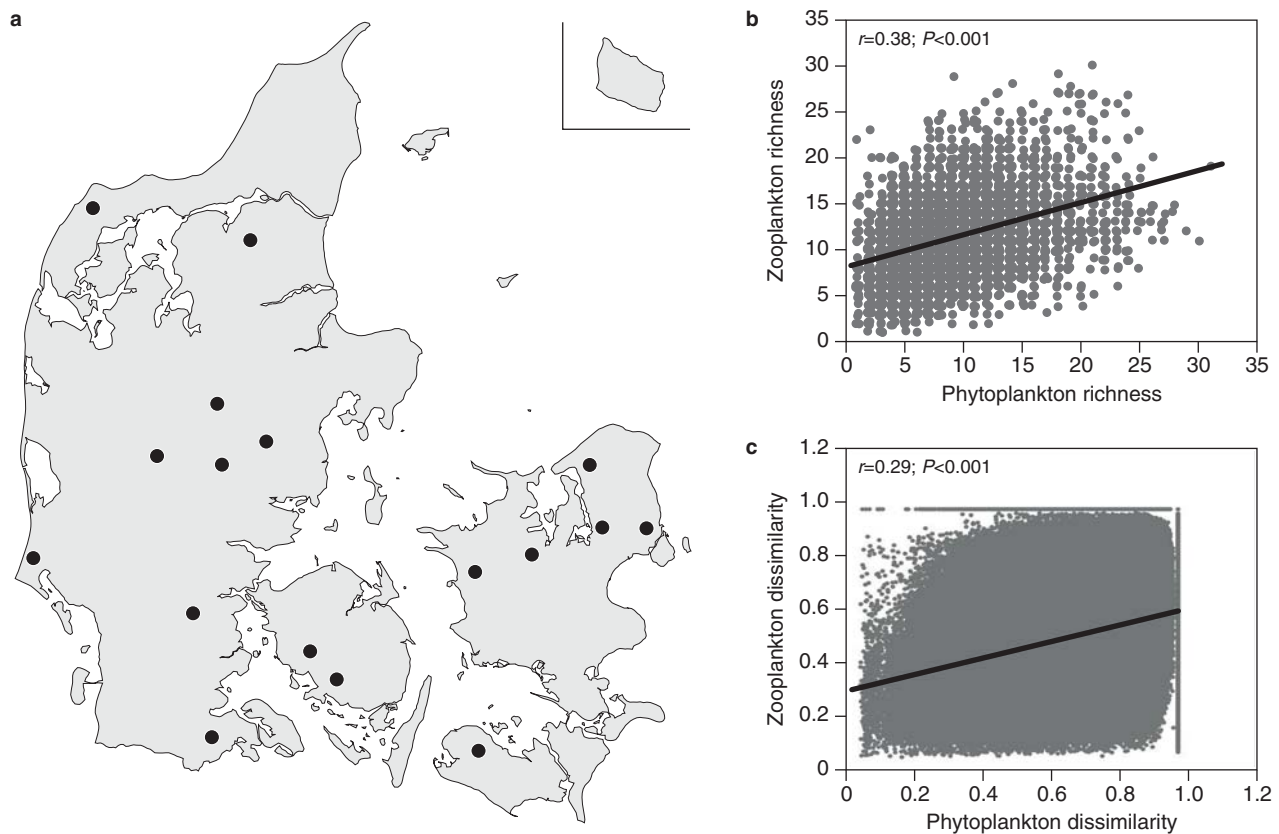 a
b
r=0.38; P<0.001
35
30
25
20
15
10
5
0
Zooplankton richness
0 5 10 15 20 25 30 35
Phytoplankton richness
c
r=0.29; P<0.001
1.2
1.0
0.8
0.6
0.4
0.2
0
Zooplankton dissimilarity
0 0.2 0.4 0.6 0.8 1.0 1.2
Phytoplankton dissimilarity